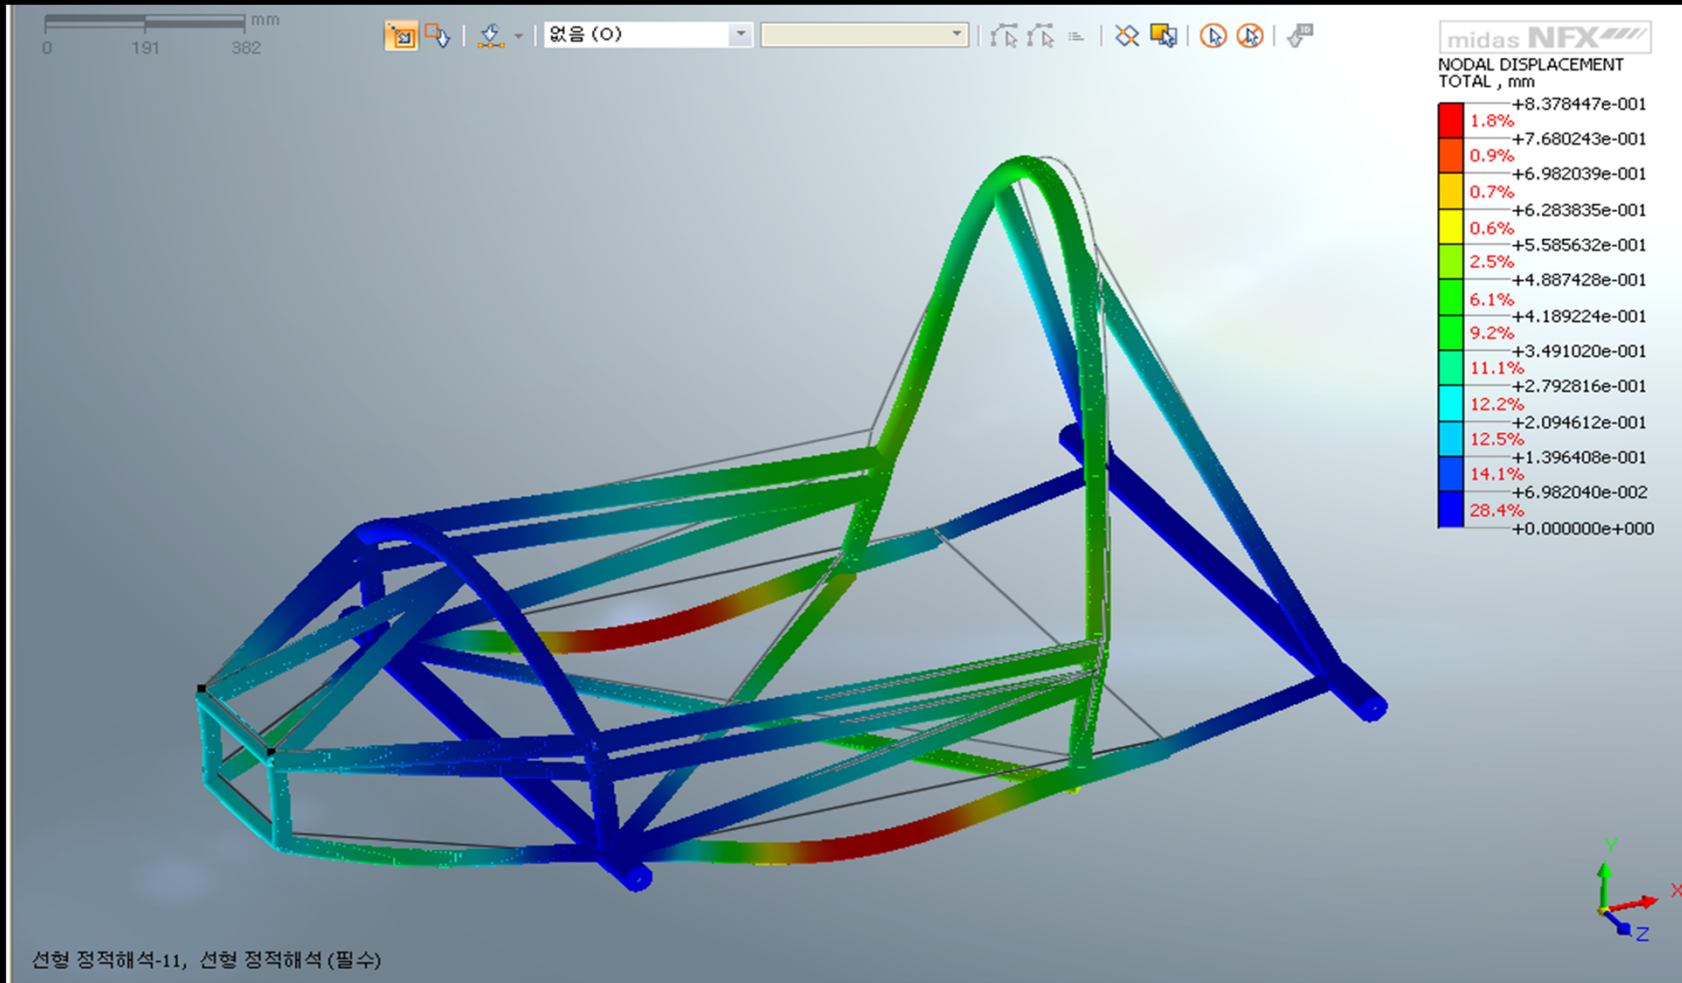 mm
0 191 382
없음 (O)
midas NFX
NODAL DISPLACEMENT
TOTAL , mm
+8.378447e-001
1.8%
+7.680243e-001
0.9%
+6.982039e-001
0.7%
+6.283835e-001
0.6%
+5.585632e-001
2.5%
+4.887428e-001
6.1%
+4.189224e-001
9.2%
+3.491020e-001
11.1%
+2.792816e-001
12.2%
+2.094612e-001
12.5%
+1.396408e-001
14.1%
+6.982040e-002
28.4%
+0.000000e+000
Y
X
Z
선형 정적해석-11, 선형 정적해석 (필수)